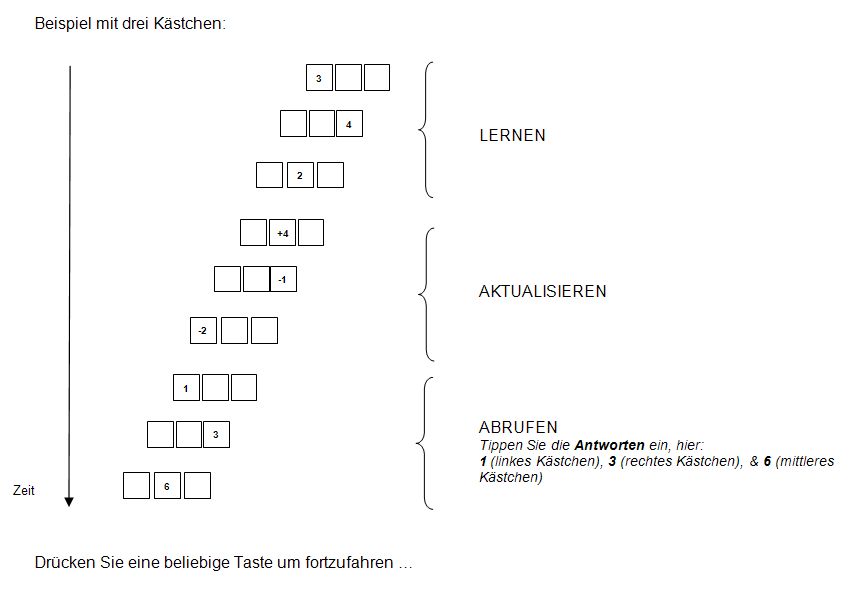 Beispiel mit drei Kästchen:
3
4
LERNEN
2
+4
-1
AKTUALISIEREN
-2
1
ABRUFEN
3
Tippen Sie die Antworten ein, hier:
1 (linkes Kästchen), 3 (rechtes Kästchen), & 6 (mittleres
Kästchen)
6
Zeit
Drücken Sie eine beliebige Taste um fortzufahren …